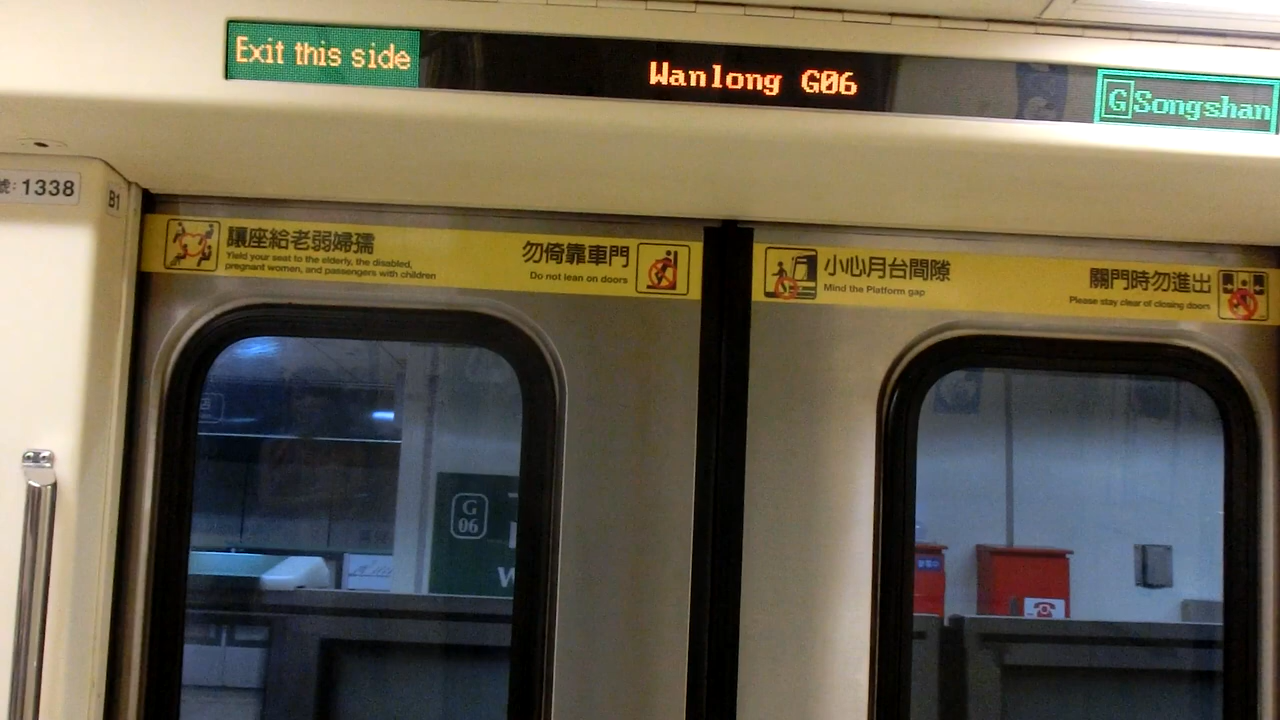 Exit this side
Wanlong G06
G Songshan
號: 1338
B1
讓座給老弱婦孺
Yield your seat to the elderly, the disabled,
pregnant women, and passengers with children
勿倚靠車門
Do not lean on doors
小心月台間隙
Mind the Platform gap
關門時勿進出
Please stay clear of closing doors
G
06
W